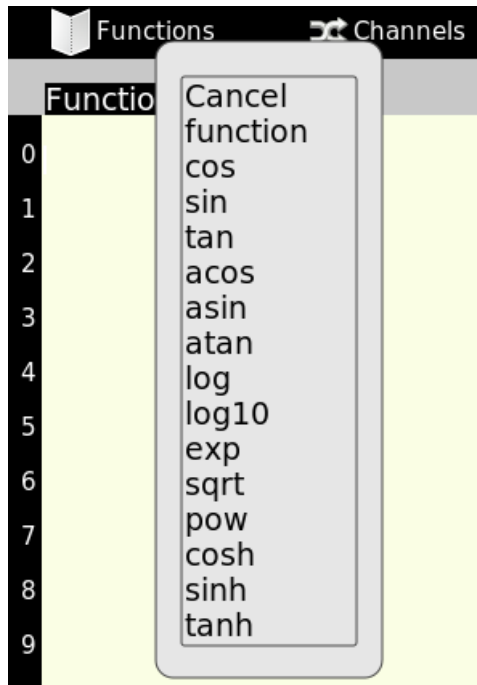 Functions Channels
Functio
Cancel
function
cos
sin
tan
acos
asin
atan
log
log10
exp
sqrt
pow
cosh
sinh
tanh
0
1
2
3
4
5
6
7
8
9